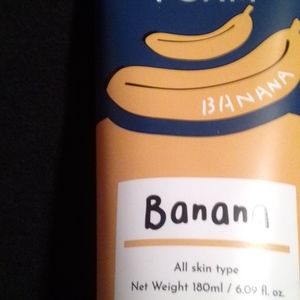 BANANA
Banana
All skin type
Net Weight 180ml / 6.09 fl. oz.